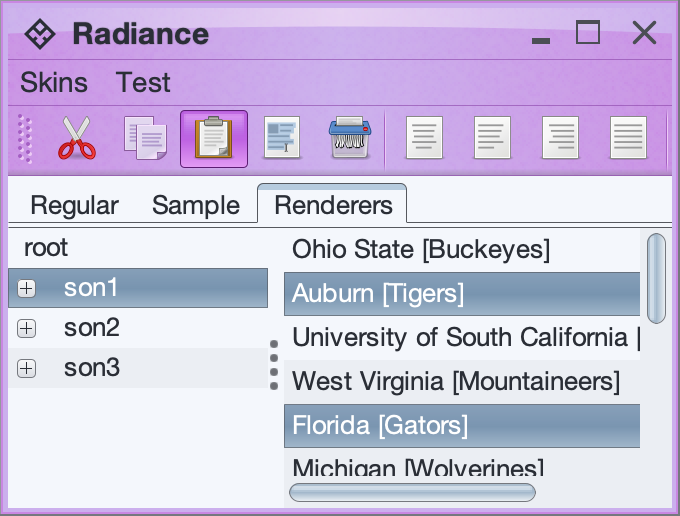 Radiance
Skins Test
Regular Sample Renderers
root
son1
son2
son3
Ohio State [Buckeyes]
Auburn [Tigers]
University of South California [
West Virginia [Mountaineers]
Florida [Gators]
Michigan [Wolverines]